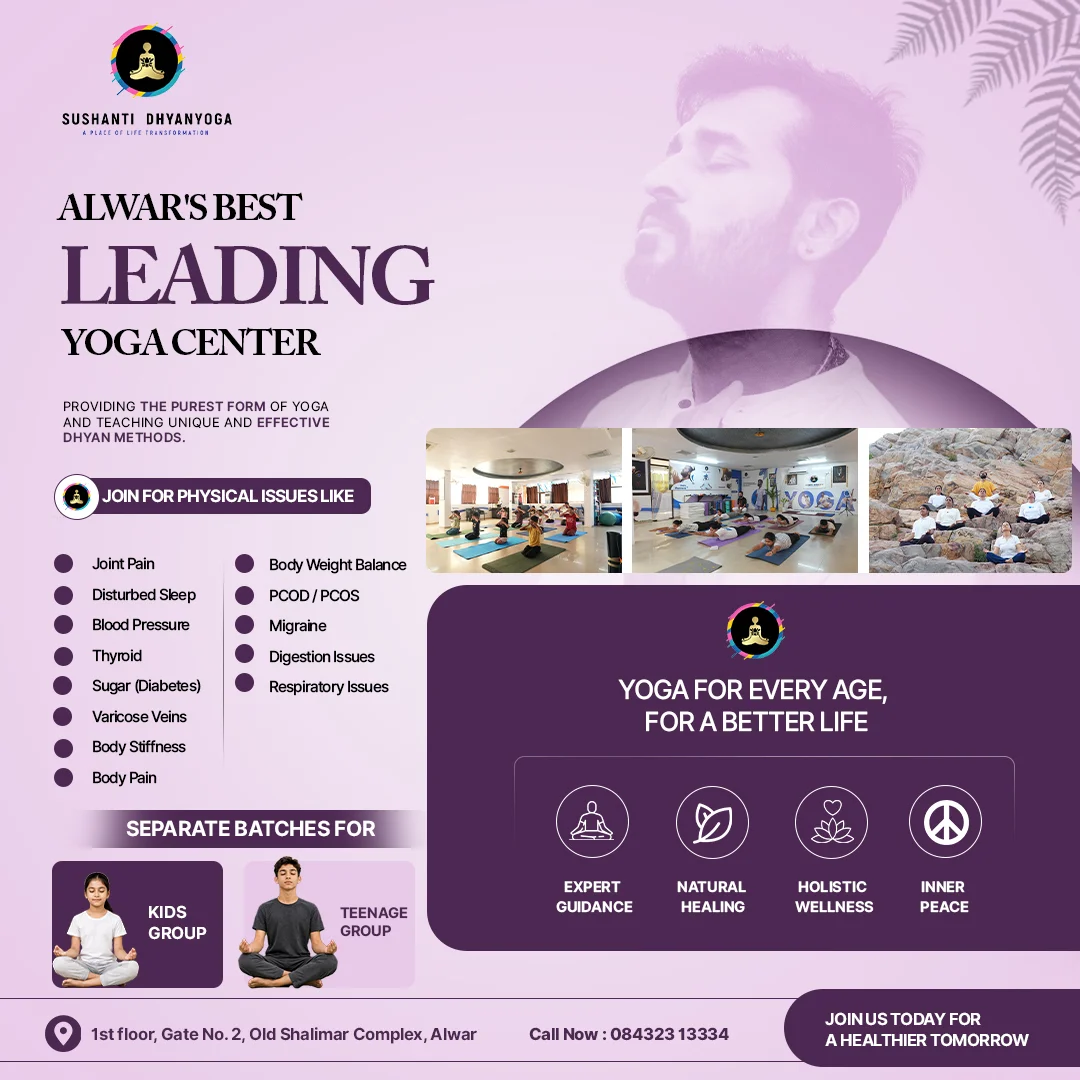 SUSHANTI DHYANYOGA
A PLACE OF LIFE TRANSFORMATION
ALWAR'S BEST
LEADING
YOGA CENTER
PROVIDING THE PUREST FORM OF YOGA
AND TEACHING UNIQUE AND EFFECTIVE
DHYAN METHODS.
JOIN FOR PHYSICAL ISSUES LIKE
Joint Pain
Disturbed Sleep
Blood Pressure
Thyroid
Sugar (Diabetes)
Varicose Veins
Body Stiffness
Body Pain
Body Weight Balance
PCOD / PCOS
Migraine
Digestion Issues
Respiratory Issues
YOGA
YOGA FOR EVERY AGE,
FOR A BETTER LIFE
EXPERT
GUIDANCE
NATURAL
HEALING
HOLISTIC
WELLNESS
INNER
PEACE
SEPARATE BATCHES FOR
KIDS
GROUP
TEENAGE
GROUP
1st floor, Gate No. 2, Old Shalimar Complex, Alwar
Call Now : 084323 13334
JOIN US TODAY FOR
A HEALTHIER TOMORROW